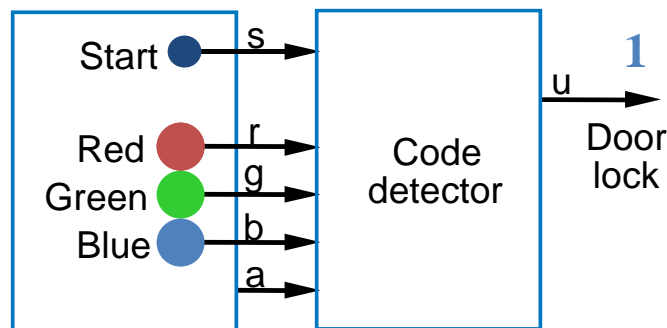 Start
s
1
u
Red
r
Code
detector
Door
lock
Green
g
Blue
b
a